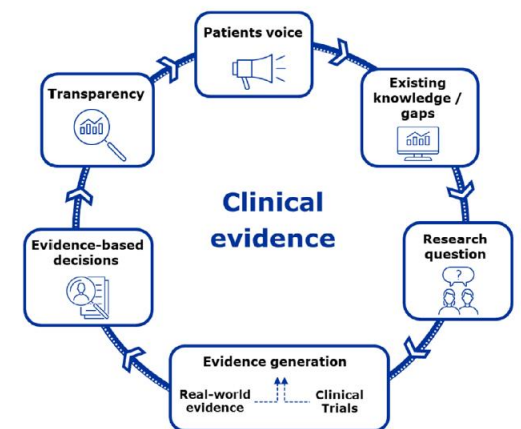 Patients voice
Existing
knowledge /
gaps
Research
question
?
Evidence generation
Real-world
evidence
Clinical
Trials
Evidence-based
decisions
Transparency
Clinical
evidence